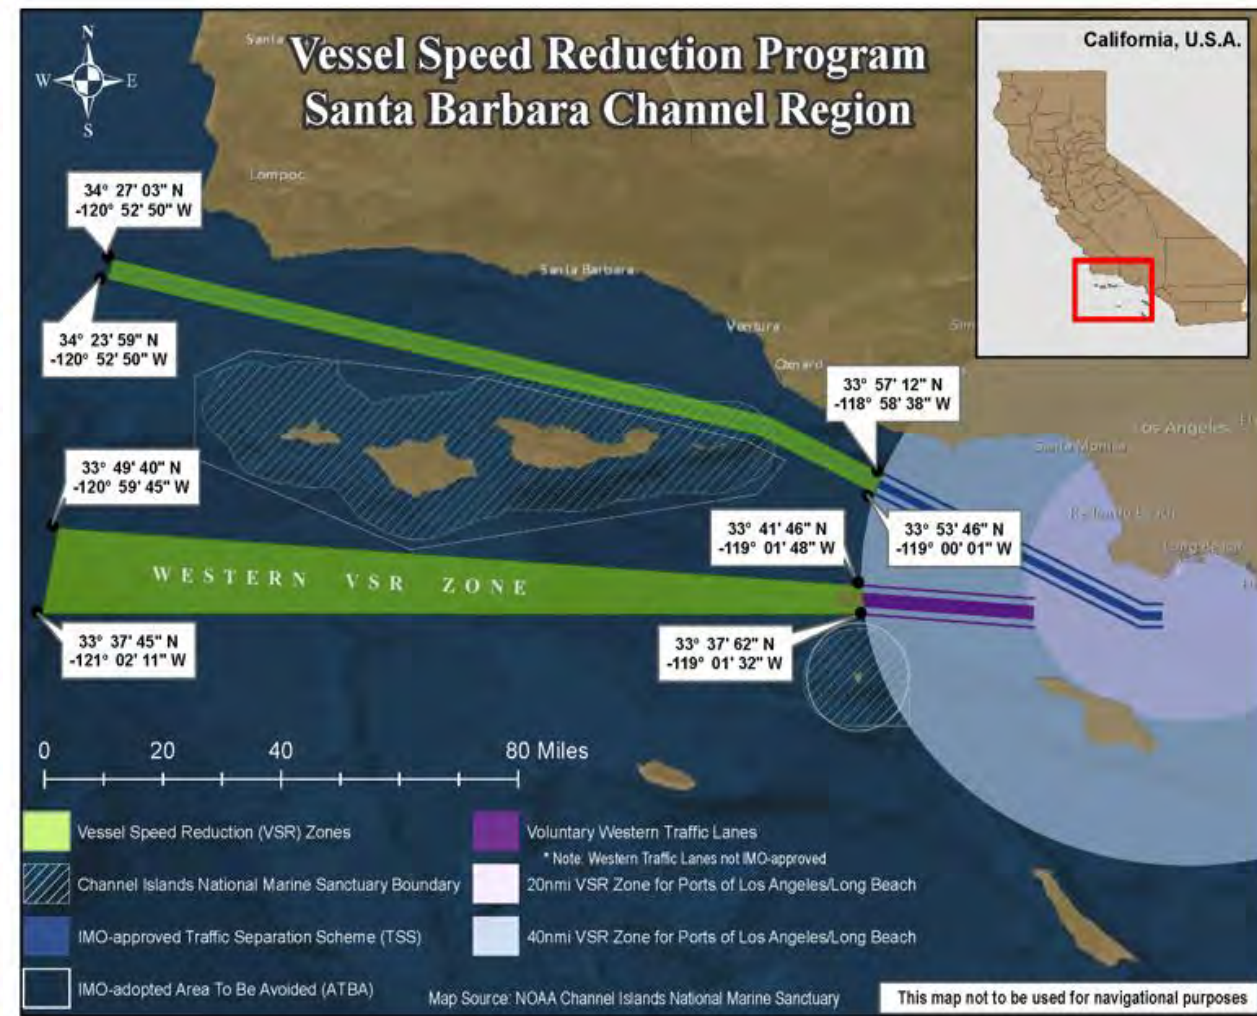 Vessel Speed Reduction Program
Santa Barbara Channel Region
California, U.S.A.
N
W
E
S
Santa
Lompoc
34° 27' 03" N
-120° 52' 50" W
34° 23' 59" N
-120° 52' 50" W
Santa Barbara
Ventura
Oxnard
33° 57' 12" N
-118° 58' 38" W
Los Angeles
Santa Monica
Redondo Beach
Long Beach
33° 49' 40" N
-120° 59' 45" W
33° 41' 46" N
-119° 01' 48" W
33° 53' 46" N
-119° 00' 01" W
WESTERN VSR ZONE
33° 37' 45" N
-121° 02' 11" W
33° 37' 62" N
-119° 01' 32" W
0 20 40 80 Miles
Vessel Speed Reduction (VSR) Zones
Channel Islands National Marine Sanctuary Boundary
IMO-approved Traffic Separation Scheme (TSS)
IMO-adopted Area To Be Avoided (ATBA)
Voluntary Western Traffic Lanes
* Note: Western Traffic Lanes not IMO-approved
20nmi VSR Zone for Ports of Los Angeles/Long Beach
40nmi VSR Zone for Ports of Los Angeles/Long Beach
Map Source: NOAA Channel Islands National Marine Sanctuary
This map not to be used for navigational purposes